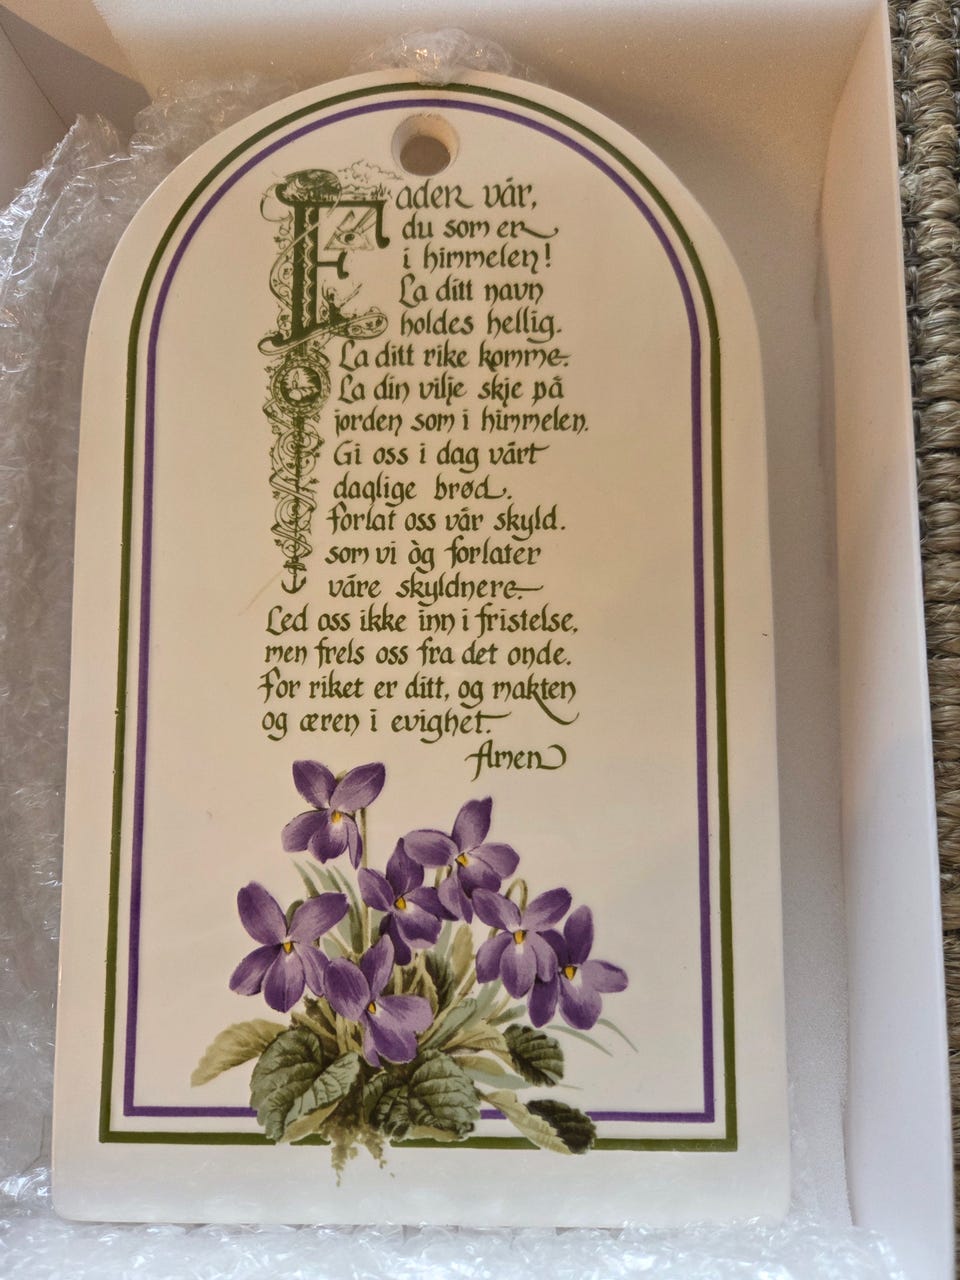 Fader vår,
du som er
i himmelen!
La ditt navn
holdes hellig.
La ditt rike komme.
La din vilje skje på
jorden som i himmelen.
Gi oss i dag vårt
daglige brød.
forlat oss vår skyld.
som vi òg forlater
våre skyldnere.
Led oss ikke inn i fristelse,
men frels oss fra det onde.
For riket er ditt, og makten
og æren i evighet.
Amen